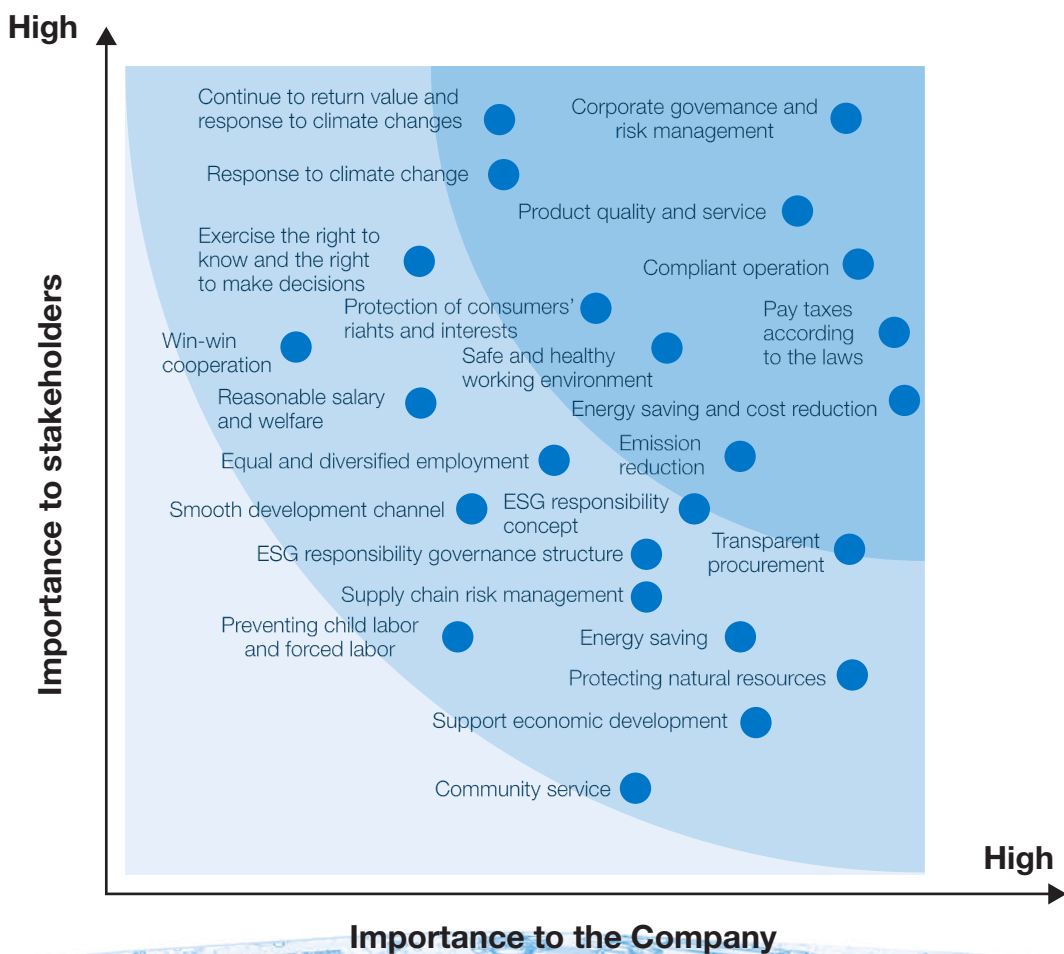 High
Continue to return value and
response to climate changes
Corporate govemance and
risk management
Response to climate change
Product quality and service
Exercise the right to
know and the right
to make decisions
Compliant operation
Protection of consumers'
riahts and interests
Pay taxes
according
to the laws
Win-win
cooperation
Safe and healthy
working environment
Reasonable salary
and welfare
Energy saving and cost reduction
Emission
reduction
Equal and diversified employment
Smooth development channel
ESG responsibility
concept
Transparent
procurement
ESG responsibility governance structure
Supply chain risk management
Preventing child labor
and forced labor
Energy saving
Protecting natural resources
Support economic development
Community service
Importance to stakeholders
High
Importance to the Company